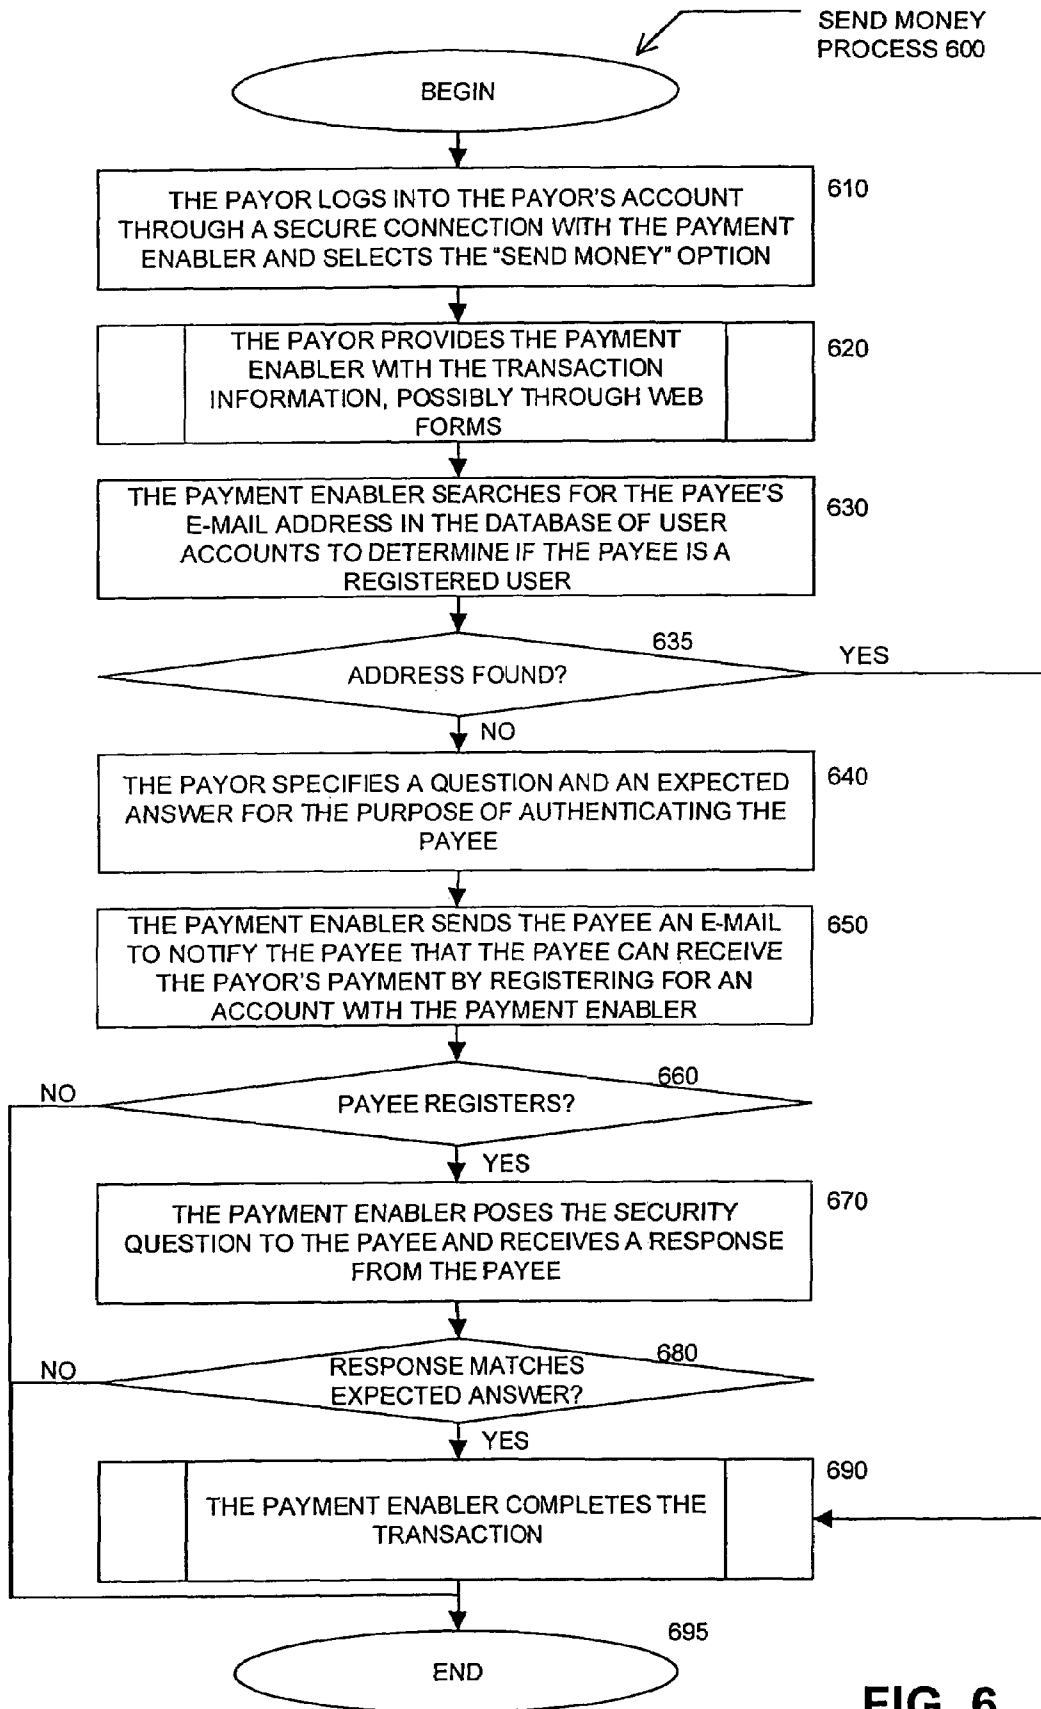 SEND MONEY
PROCESS 600
BEGIN
610
THE PAYOR LOGS INTO THE PAYOR'S ACCOUNT
THROUGH A SECURE CONNECTION WITH THE PAYMENT
ENABLER AND SELECTS THE "SEND MONEY" OPTION
620
THE PAYOR PROVIDES THE PAYMENT
ENABLER WITH THE TRANSACTION
INFORMATION, POSSIBLY THROUGH WEB
FORMS
630
THE PAYMENT ENABLER SEARCHES FOR THE PAYEE'S
E-MAIL ADDRESS IN THE DATABASE OF USER
ACCOUNTS TO DETERMINE IF THE PAYEE IS A
REGISTERED USER
635
YES
ADDRESS FOUND?
NO
640
THE PAYOR SPECIFIES A QUESTION AND AN EXPECTED
ANSWER FOR THE PURPOSE OF AUTHENTICATING THE
PAYEE
650
THE PAYMENT ENABLER SENDS THE PAYEE AN E-MAIL
TO NOTIFY THE PAYEE THAT THE PAYEE CAN RECEIVE
THE PAYOR'S PAYMENT BY REGISTERING FOR AN
ACCOUNT WITH THE PAYMENT ENABLER
660
NO
PAYEE REGISTERS?
YES
670
THE PAYMENT ENABLER POSES THE SECURITY
QUESTION TO THE PAYEE AND RECEIVES A RESPONSE
FROM THE PAYEE
680
NO
RESPONSE MATCHES
EXPECTED ANSWER?
YES
690
THE PAYMENT ENABLER COMPLETES THE
TRANSACTION
695
END
FIG. 6